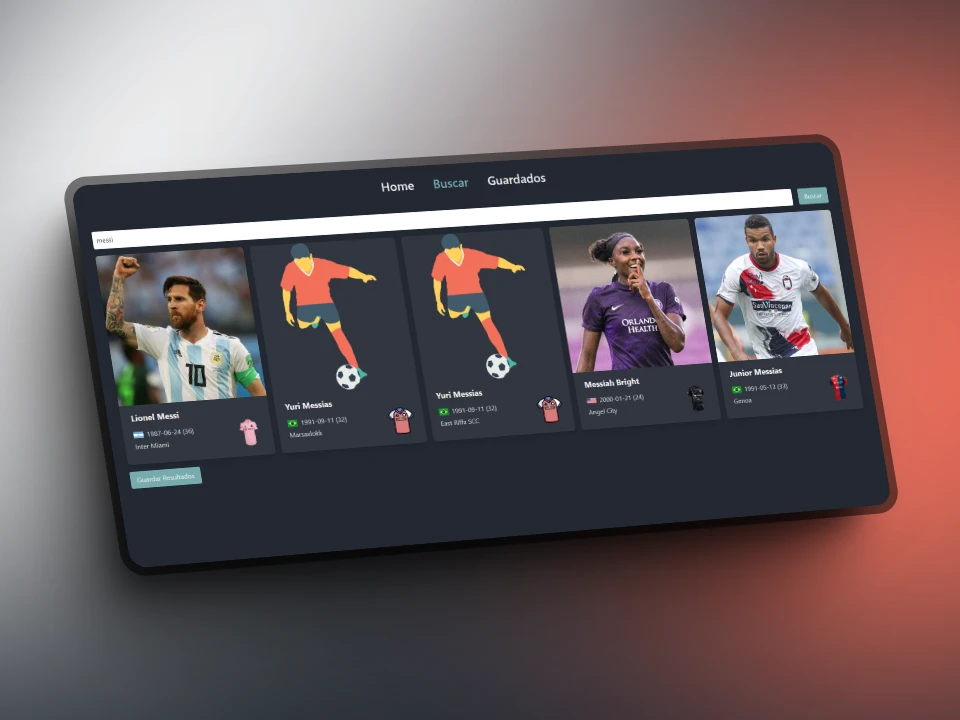 Home Buscar Guardados
messi Buscar
10
ORLANDO
HEALTH
San Vincenzo
Lionel Messi
1987-06-24 (36)
Inter Miami
Yuri Messias
1991-09-11 (32)
Marsaxlokk
Yuri Messias
1991-09-11 (32)
East Riffa SCC
Messiah Bright
2000-01-21 (24)
Angel City
Junior Messias
1991-05-13 (33)
Genoa
Guardar Resultados